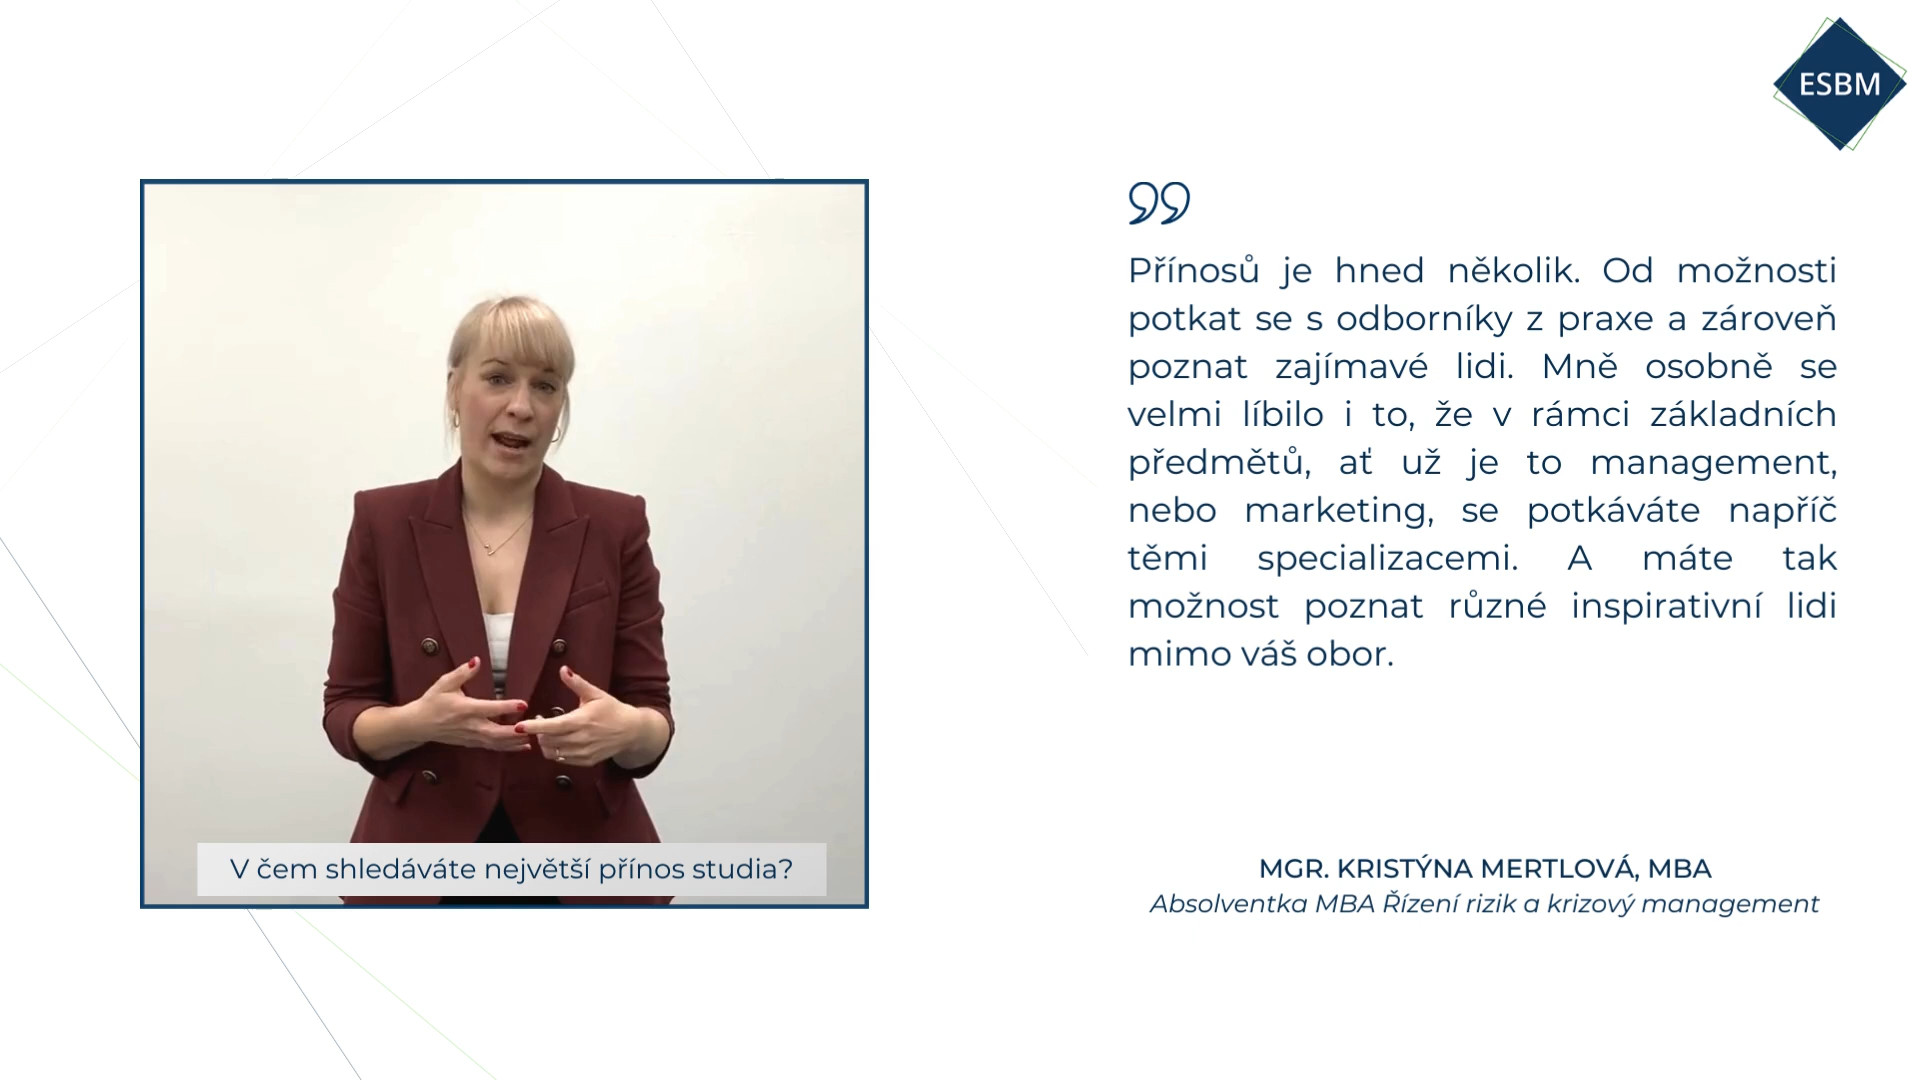 ESBM
Přínosů je hned několik. Od možnosti
potkat se s odborníky z praxe a zároveň
poznat zajímavé lidi. Mně osobně se
velmi líbilo i to, že v rámci základních
předmětů, ať už je to management,
nebo marketing, se potkáváte napříč
těmi specializacemi. A máte tak
možnost poznat různé inspirativní lidi
mimo váš obor.
V čem shledáváte největší přínos studia?
MGR. KRISTÝNA MERTLOVÁ, MBA
Absolventka MBA Řízení rizik a krizový management